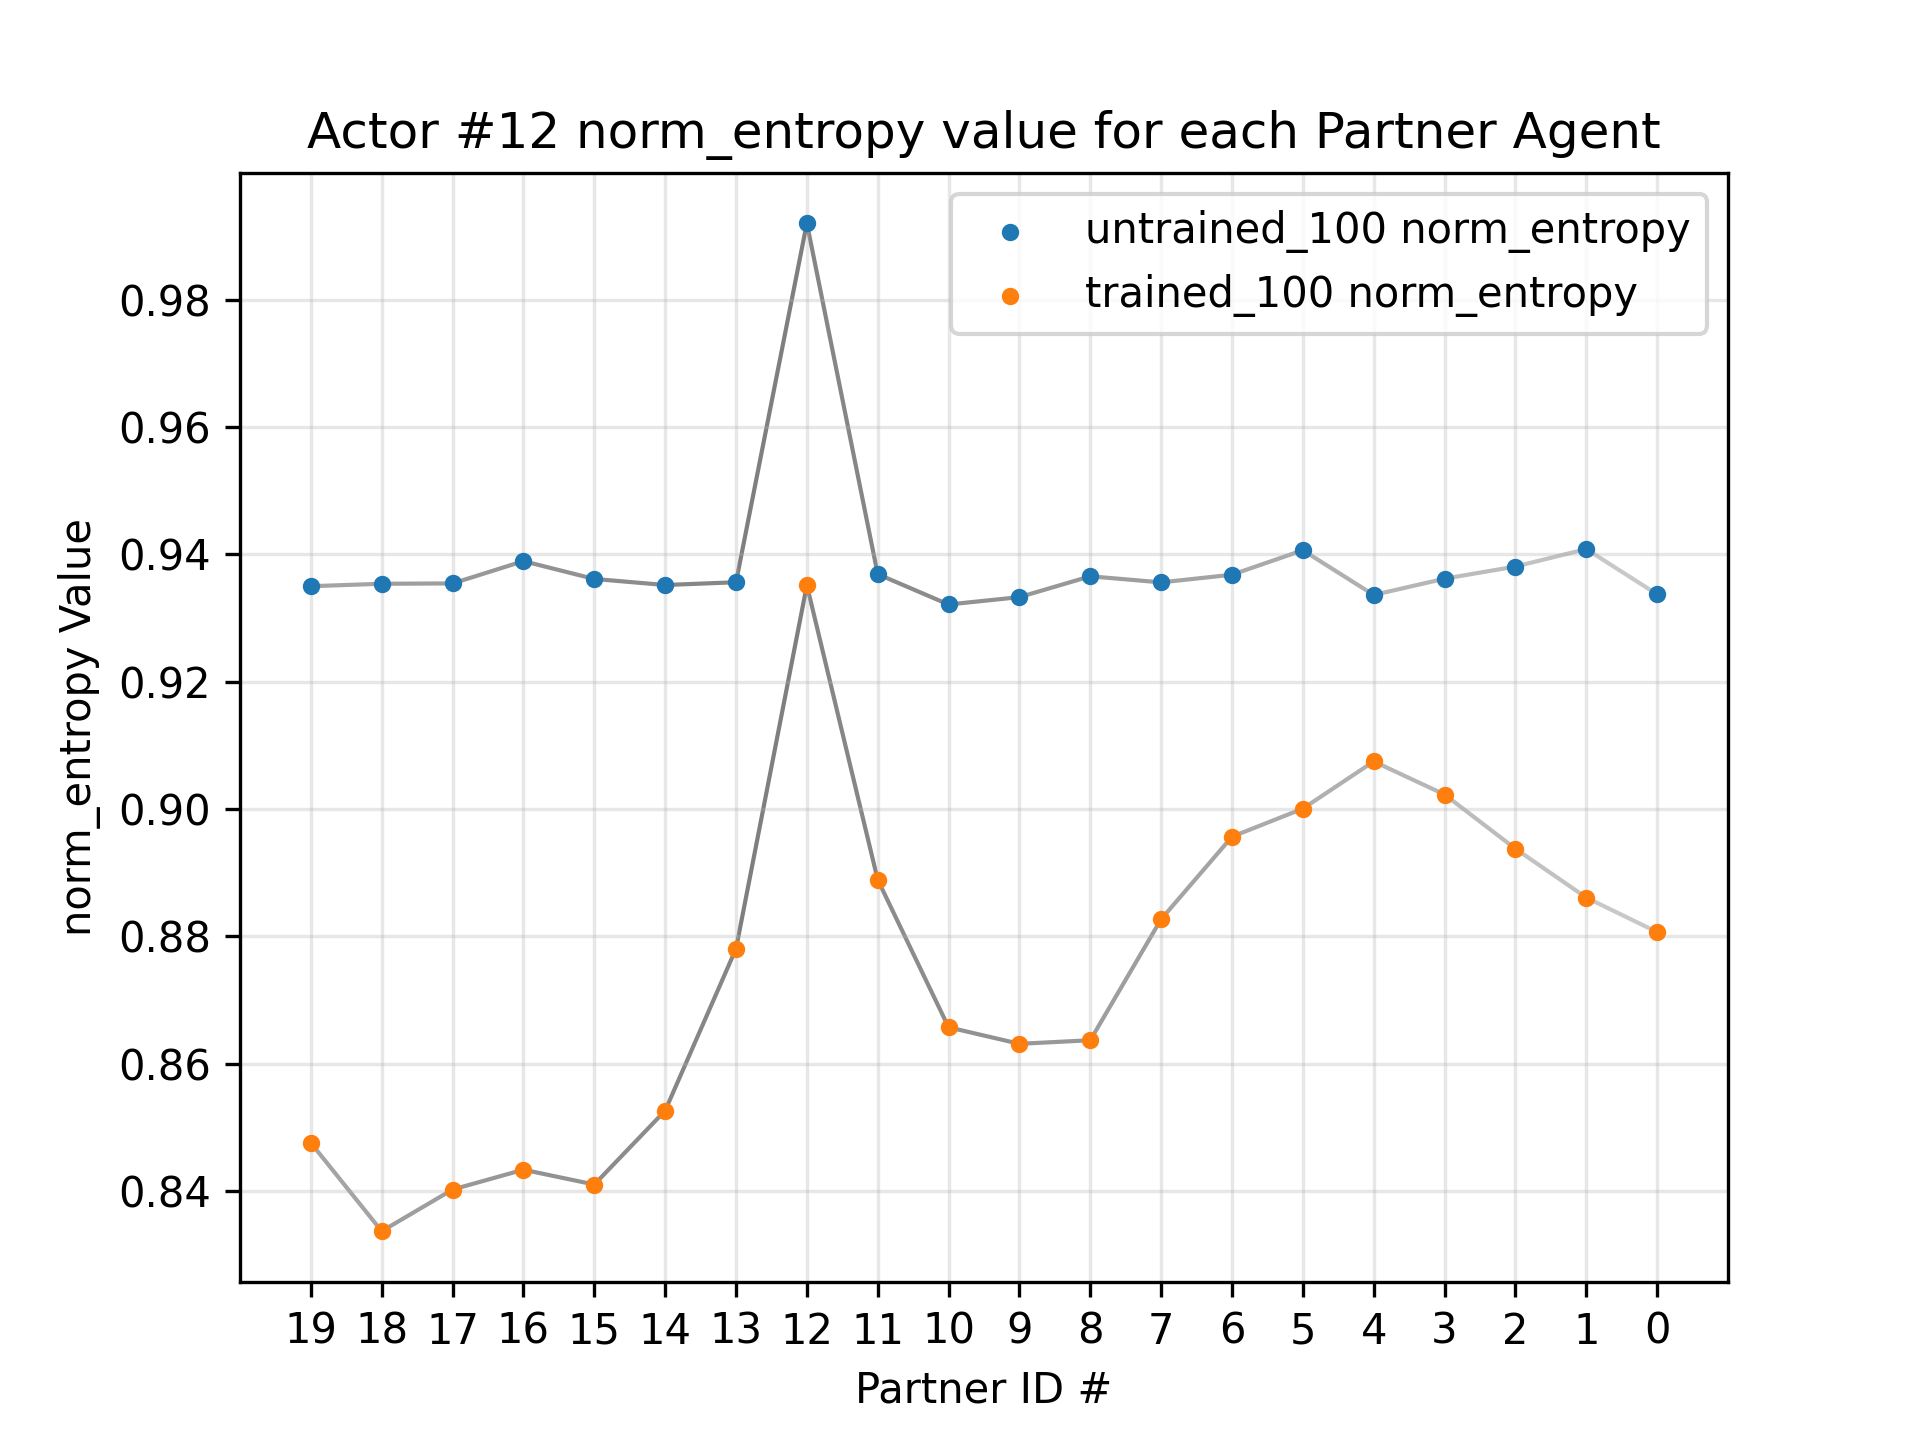 Actor #12 norm_entropy value for each Partner Agent
untrained_100 norm_entropy
trained_100 norm_entropy
norm_entropy Value
0.98
0.96
0.94
0.92
0.90
0.88
0.86
0.84
19 18 17 16 15 14 13 12 11 10 9 8 7 6 5 4 3 2 1 0
Partner ID #